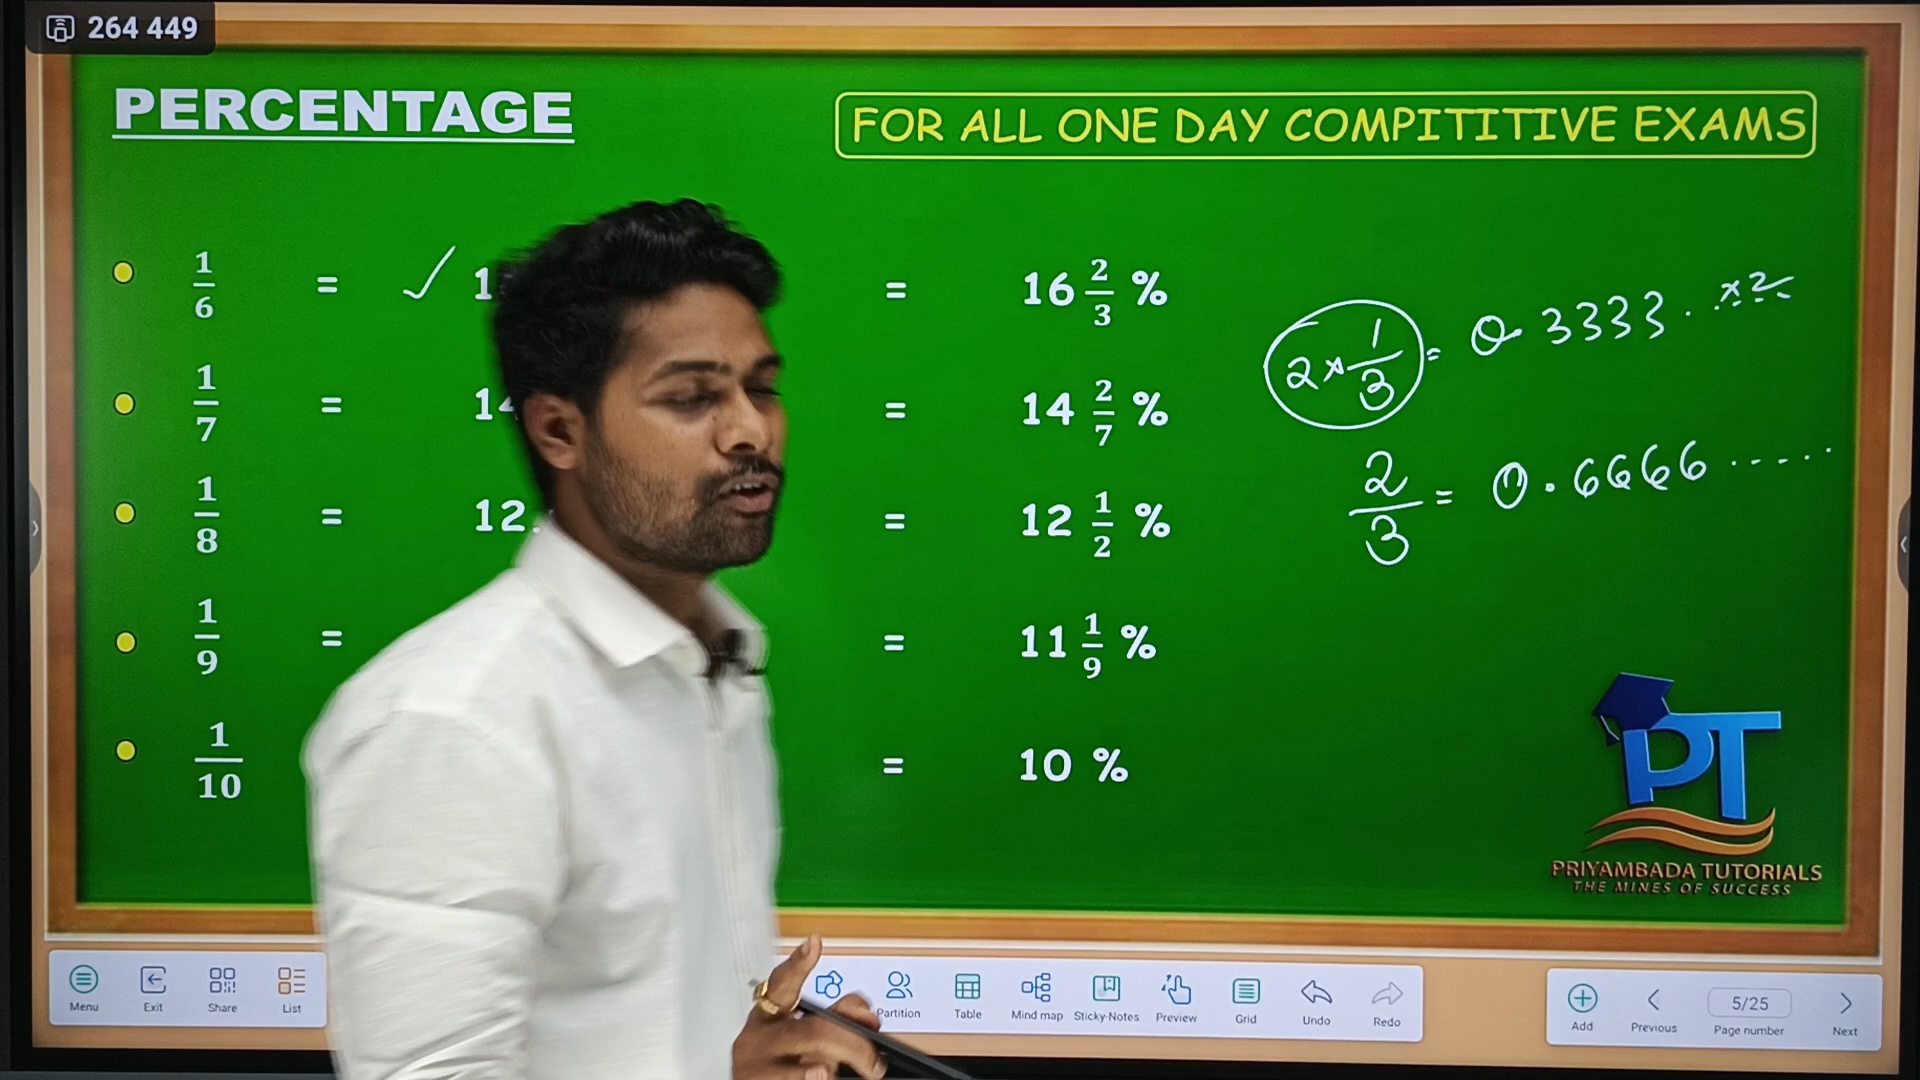 264 449
PERCENTAGE
FOR ALL ONE DAY COMPITITIVE EXAMS
1/6 = ✓ 1 = 16 2/3 %
1/7 = 14 = 14 2/7 %
1/8 = 12. = 12 1/2 %
1/9 = = 11 1/9 %
1/10 = 10 %
2 × 1/3 = 0.3333..... ×2
2/3 = 0.6666.....
PT
PRIYAMBADA TUTORIALS
THE MINES OF SUCCESS
Menu Exit Share List Partition Table Mind map Sticky-Notes Preview Grid Undo Redo Add Previous 5/25 Page number Next